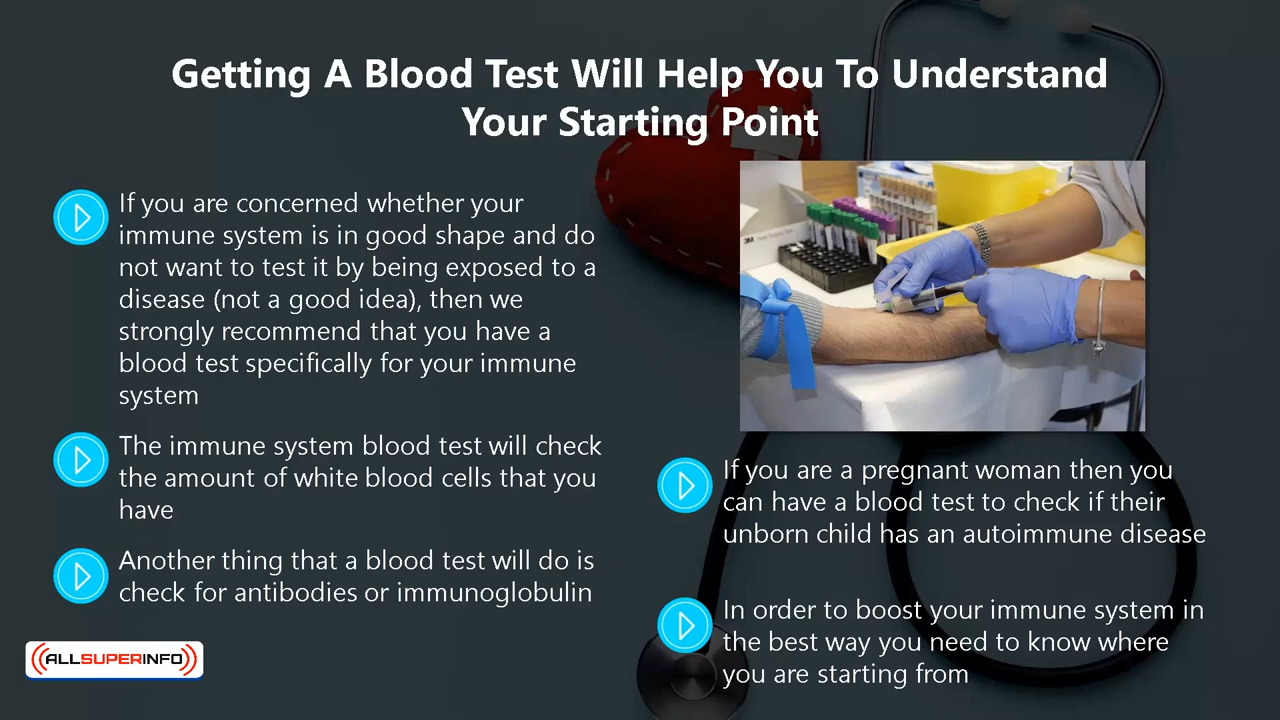 Getting A Blood Test Will Help You To Understand
Your Starting Point
If you are concerned whether your
immune system is in good shape and do
not want to test it by being exposed to a
disease (not a good idea), then we
strongly recommend that you have a
blood test specifically for your immune
system
The immune system blood test will check
the amount of white blood cells that you
have
Another thing that a blood test will do is
check for antibodies or immunoglobulin
3M
If you are a pregnant woman then you
can have a blood test to check if their
unborn child has an autoimmune disease
In order to boost your immune system in
the best way you need to know where
you are starting from
((ALLSUPERINFO))